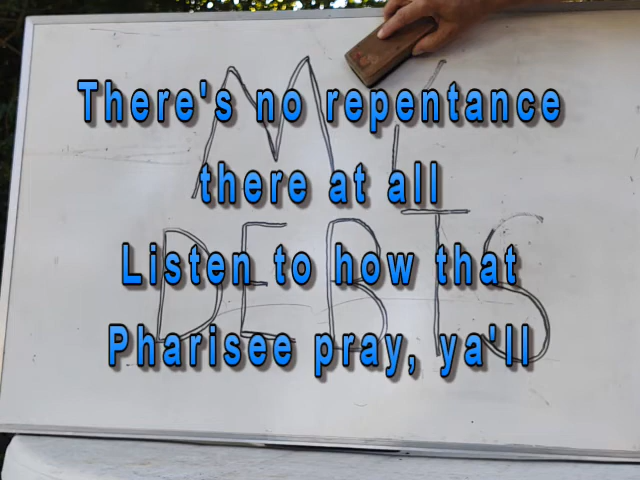 There's no repentance
there at all
Listen to how that
Pharisee pray, ya'll
MY
DEBTS